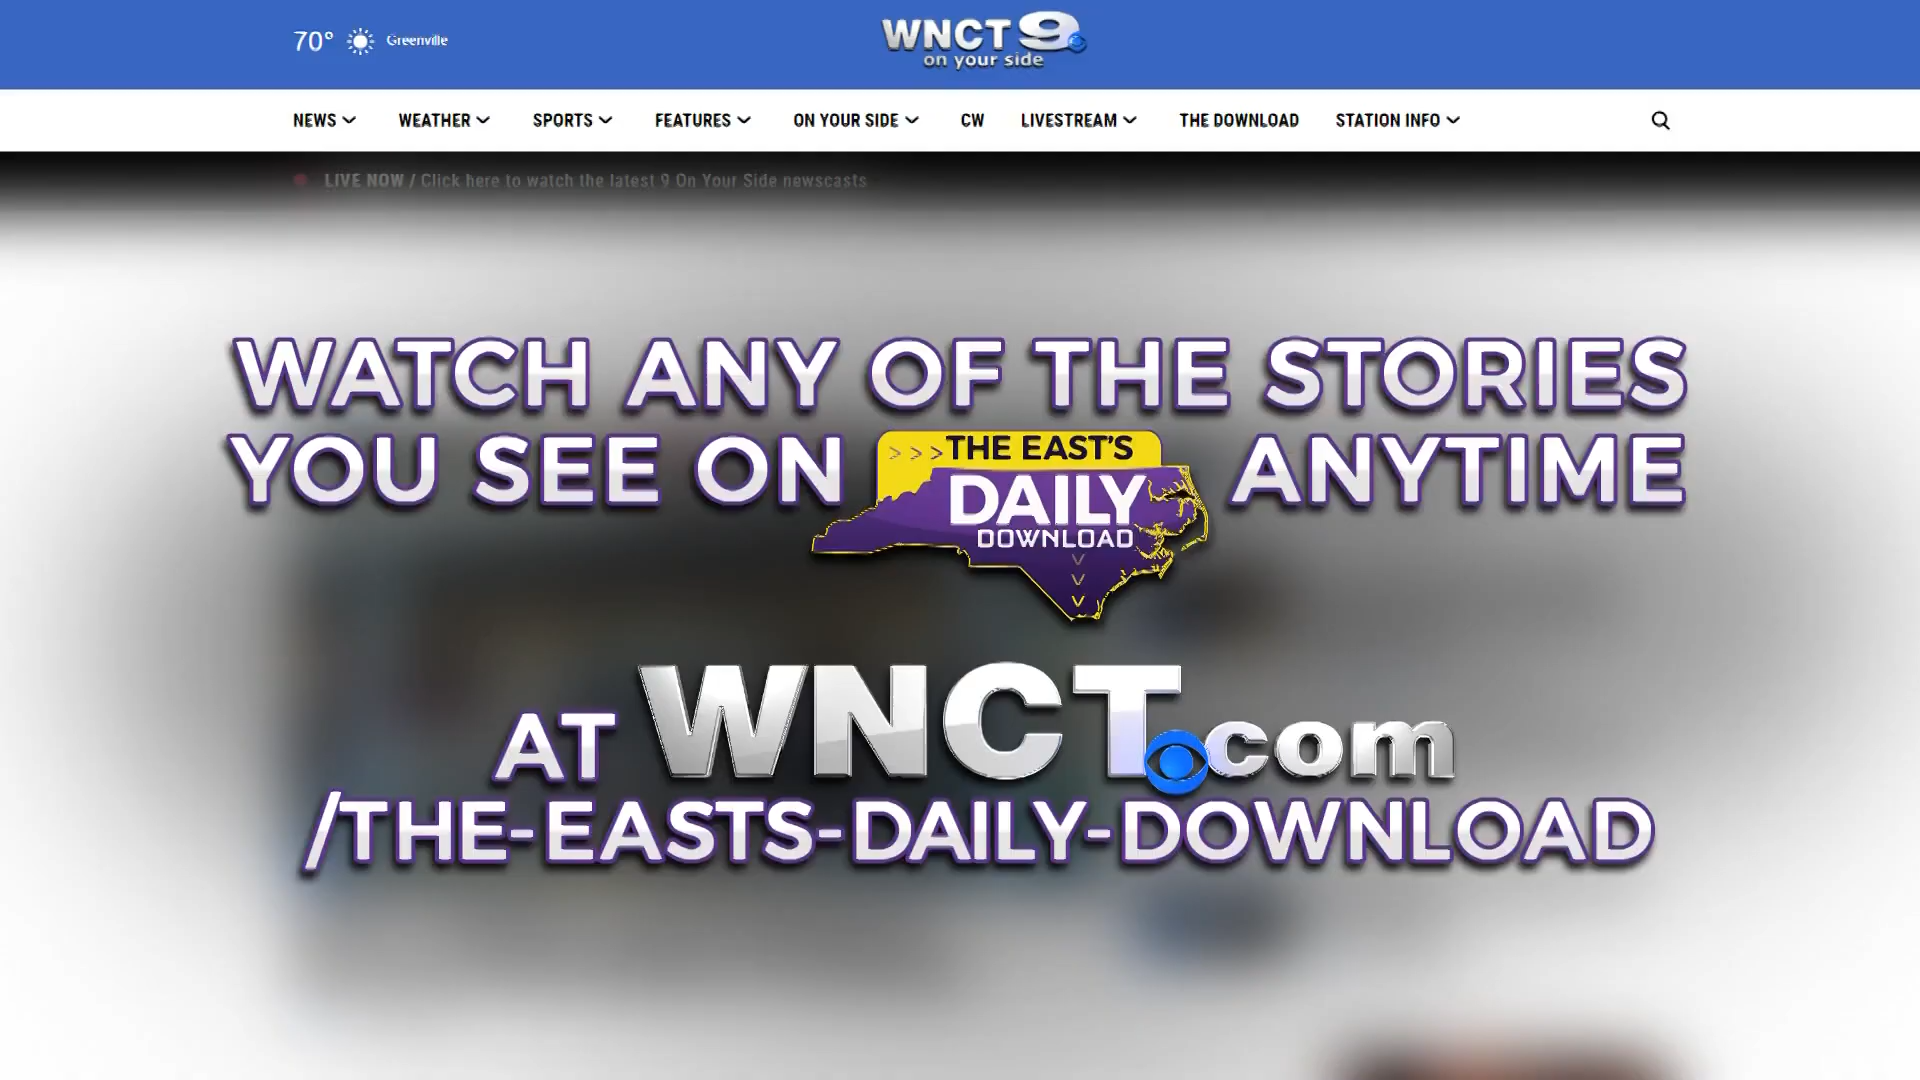 70° Greenville
WNCT 9
on your side
NEWS WEATHER SPORTS FEATURES ON YOUR SIDE CW LIVESTREAM THE DOWNLOAD STATION INFO
LIVE NOW / Click here to watch the latest 9 On Your Side newscasts
WATCH ANY OF THE STORIES
YOU SEE ON >>>THE EAST'S DAILY DOWNLOAD ANYTIME
AT WNCT.com
/THE-EASTS-DAILY-DOWNLOAD